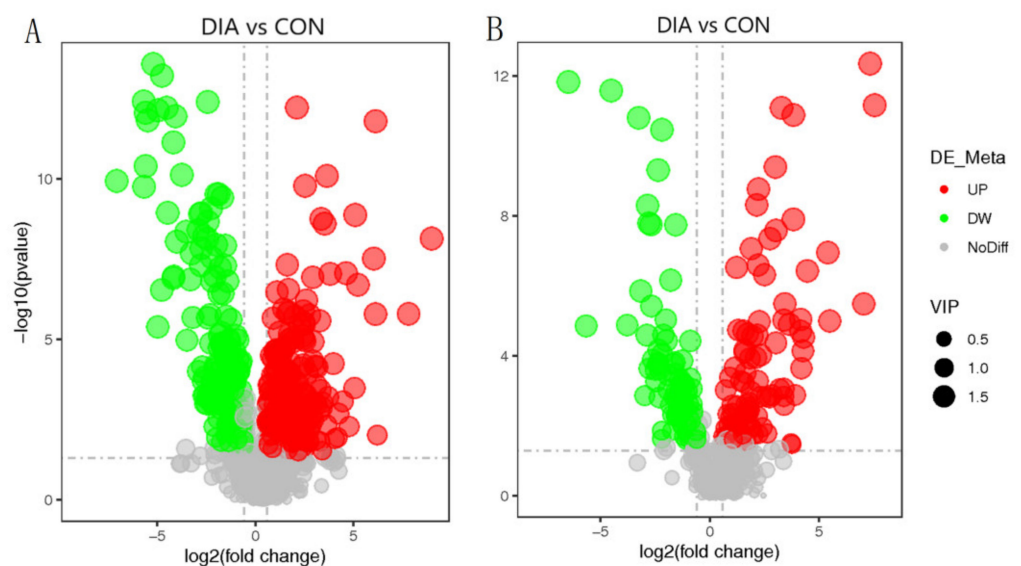 A
DIA vs CON
B
DIA vs CON
−log10(pvalue)
10
5
0
−5
0
5
log2(fold change)
12
8
4
0
−5
0
5
log2(fold change)
DE_Meta
UP
DW
NoDiff
VIP
0.5
1.0
1.5